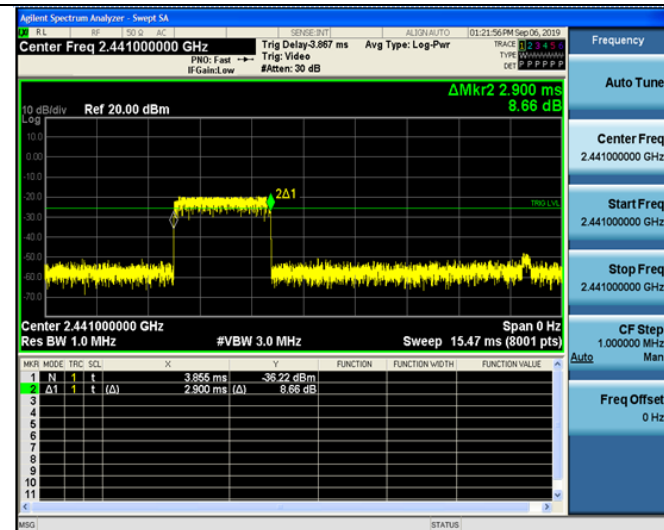 Agilent Spectrum Analyzer - Swept SA
RL RF 50 Ω AC SENSE:INT ALIGN AUTO 01:21:56 PM Sep 06, 2019
Center Freq 2.441000000 GHz
Trig Delay-3.867 ms Avg Type: Log-Pwr
TRACE 1 2 3 4 5 6
PNO: Fast Trig: Video
TYPE
IFGain:Low #Atten: 30 dB
DET P P P P P P
Frequency
Auto Tune
ΔMkr2 2.900 ms
8.66 dB
10 dB/div Ref 20.00 dBm
Log
10.0
0.00
-10.0
-20.0
-30.0
-40.0
-50.0
-60.0
-70.0
2Δ1
TRIG LVL
Center Freq
2.441000000 GHz
Start Freq
2.441000000 GHz
Stop Freq
2.441000000 GHz
CF Step
1.000000 MHz
Auto Man
Freq Offset
0 Hz
Center 2.441000000 GHz Span 0 Hz
Res BW 1.0 MHz #VBW 3.0 MHz Sweep 15.47 ms (8001 pts)
MKR MODE TRC SCL X Y FUNCTION FUNCTION WIDTH FUNCTION VALUE
1 N 1 t 3.855 ms -36.22 dBm
2 Δ1 1 t (Δ) 2.900 ms (Δ) 8.66 dB
3
4
5
6
7
8
9
10
11
MSG STATUS